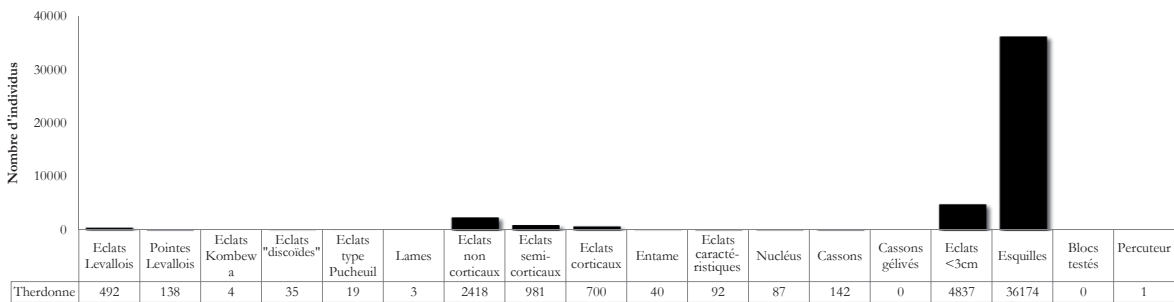 40000
30000
20000
10000
0
Nombre d'individus
Eclats Levallois
Pointes Levallois
Eclats Kombewa
Eclats "discoïdes"
Eclats type Pucheuil
Lames
Eclats non corticaux
Eclats semi-corticaux
Eclats corticaux
Entame
Eclats caracté-ristiques
Nucléus
Cassons
Cassons gélivés
Eclats <3cm
Esquilles
Blocs testés
Percuteur
Therdonne 492 138 4 35 19 3 2418 981 700 40 92 87 142 0 4837 36174 0 1